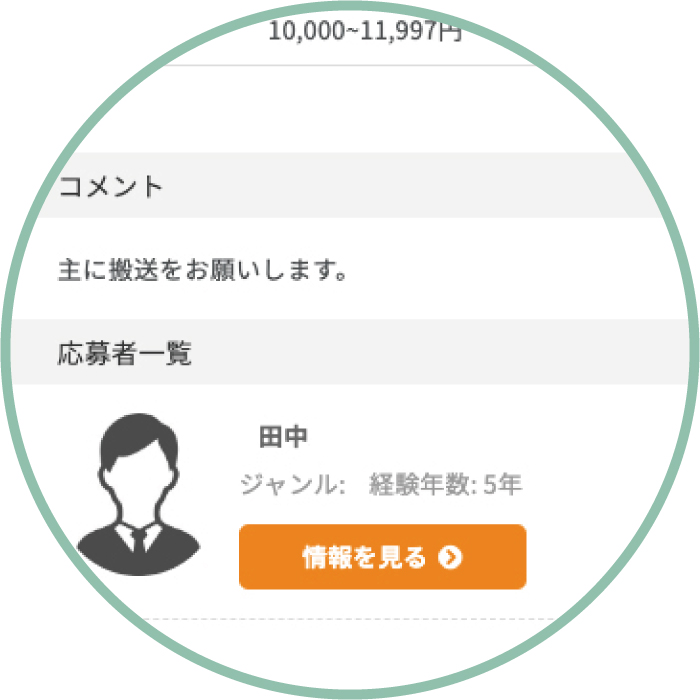 10,000~11,997円
コメント
主に搬送をお願いします。
応募者一覧
田中
ジャンル: 経験年数: 5年
情報を見る